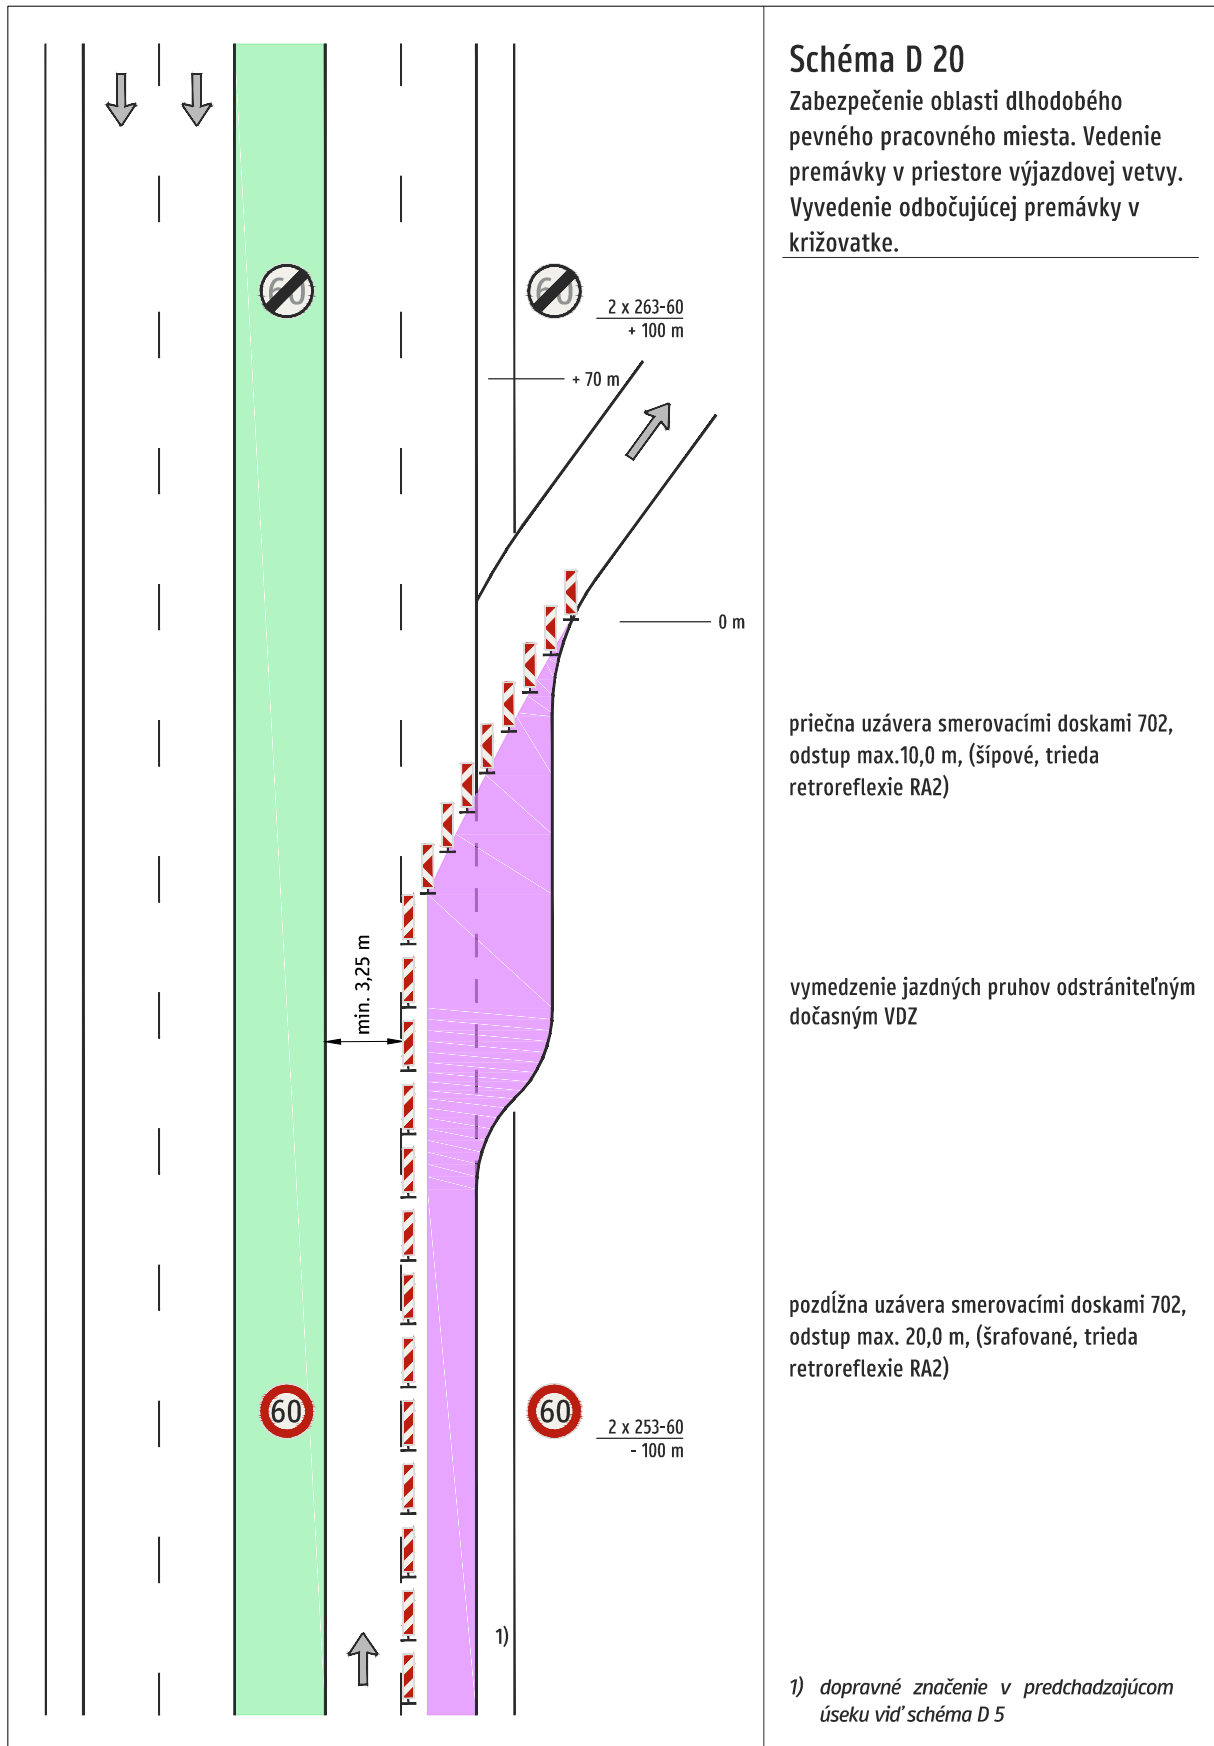 Schéma D 20
Zabezpečenie oblasti dlhodobého
pevného pracovného miesta. Vedenie
premávky v priestore výjazdovej vetvy.
Vyvedenie odbočujúcej premávky v
križovatke.
60
60
2 x 263-60
+ 100 m
+ 70 m
0 m
priečna uzávera smerovacími doskami 702,
odstup max.10,0 m, (šípové, trieda
retroreflexie RA2)
min. 3,25 m
vymedzenie jazdných pruhov odstrániteľným
dočasným VDZ
pozdĺžna uzávera smerovacími doskami 702,
odstup max. 20,0 m, (šrafované, trieda
retroreflexie RA2)
60
60
2 x 253-60
- 100 m
1)
1) dopravné značenie v predchadzajúcom
úseku viď schéma D 5